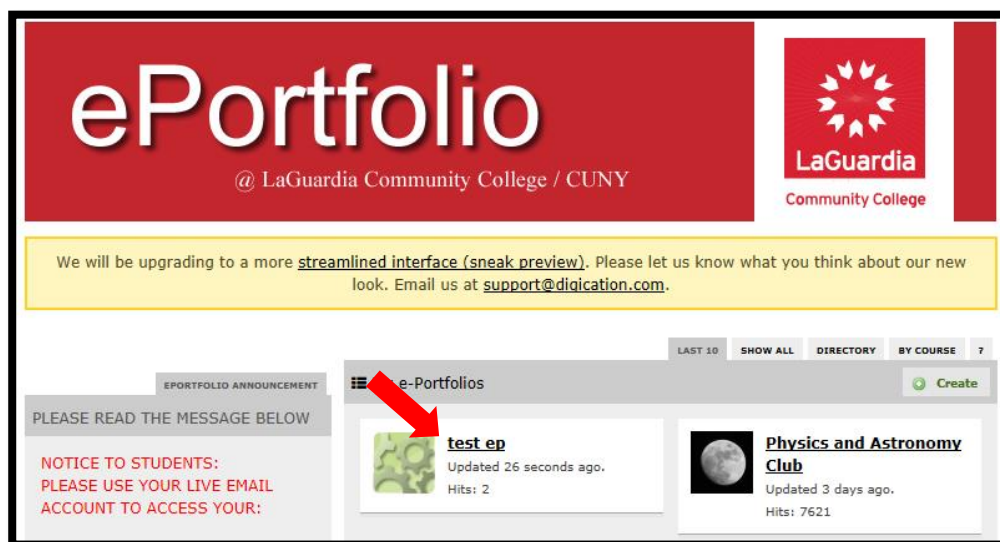 ePortfolio
@ LaGuardia Community College / CUNY
LaGuardia
Community College
We will be upgrading to a more streamlined interface (sneak preview). Please let us know what you think about our new
look. Email us at support@digication.com.
LAST 10 SHOW ALL DIRECTORY BY COURSE ?
EPORTFOLIO ANNOUNCEMENT
PLEASE READ THE MESSAGE BELOW
NOTICE TO STUDENTS:
PLEASE USE YOUR LIVE EMAIL
ACCOUNT TO ACCESS YOUR:
e-Portfolios
Create
test ep
Updated 26 seconds ago.
Hits: 2
Physics and Astronomy
Club
Updated 3 days ago.
Hits: 7621